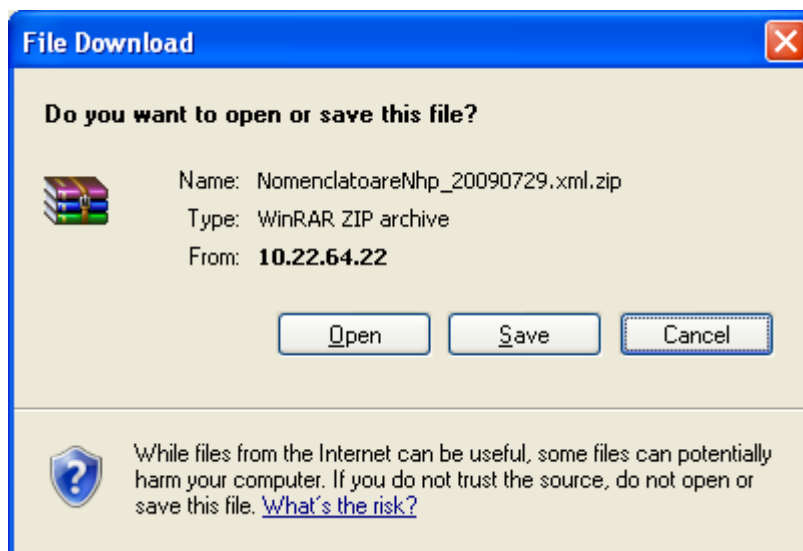 File Download
Do you want to open or save this file?
Name: NomenclatoareNhp_20090729.xml.zip
Type: WinRAR ZIP archive
From: 10.22.64.22
Open Save Cancel
While files from the Internet can be useful, some files can potentially
harm your computer. If you do not trust the source, do not open or
save this file. What's the risk?